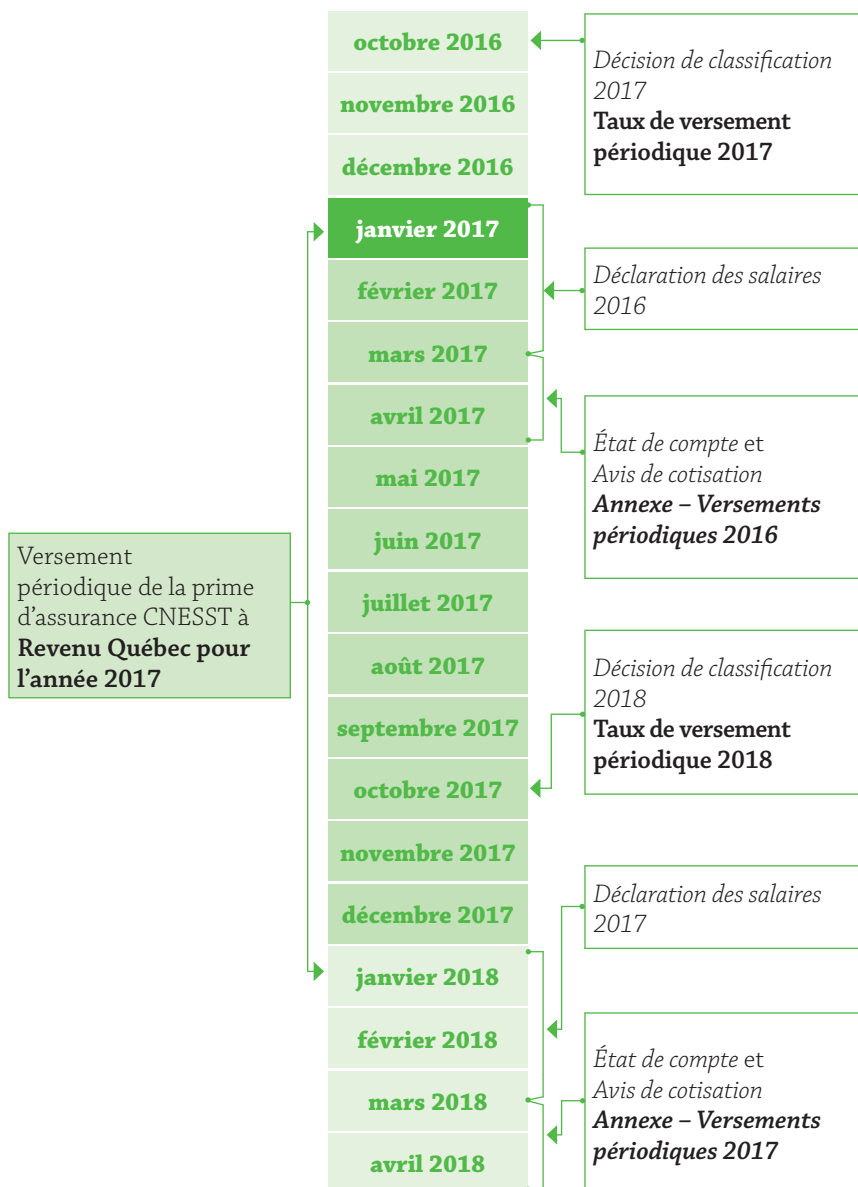 octobre 2016
novembre 2016
décembre 2016
janvier 2017
février 2017
mars 2017
avril 2017
mai 2017
juin 2017
juillet 2017
août 2017
septembre 2017
octobre 2017
novembre 2017
décembre 2017
janvier 2018
février 2018
mars 2018
avril 2018
Versement
périodique de la prime
d'assurance CNESST à
Revenu Québec pour
l'année 2017
Décision de classification
2017
Taux de versement
périodique 2017
Déclaration des salaires
2016
État de compte et
Avis de cotisation
Annexe – Versements
périodiques 2016
Décision de classification
2018
Taux de versement
périodique 2018
Déclaration des salaires
2017
État de compte et
Avis de cotisation
Annexe – Versements
périodiques 2017